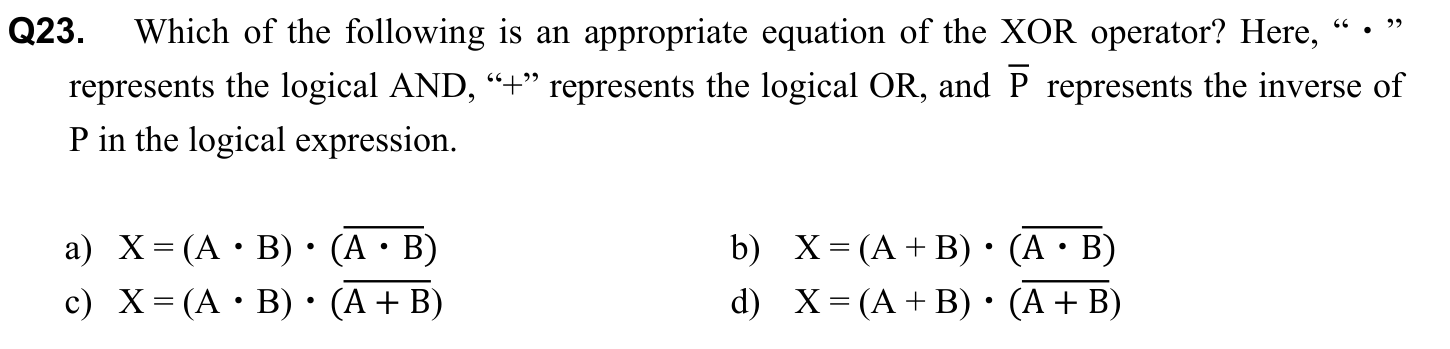 Q23. Which of the following is an appropriate equation of the XOR operator? Here, “・”
represents the logical AND, “+” represents the logical OR, and P̅ represents the inverse of
P in the logical expression.
a) X = (A・B)・(A̅ ̅・̅ ̅B̅) b) X = (A + B)・(A̅ ̅・̅ ̅B̅)
c) X = (A・B)・(A̅ ̅+̅ ̅B̅) d) X = (A + B)・(A̅ ̅+̅ ̅B̅)